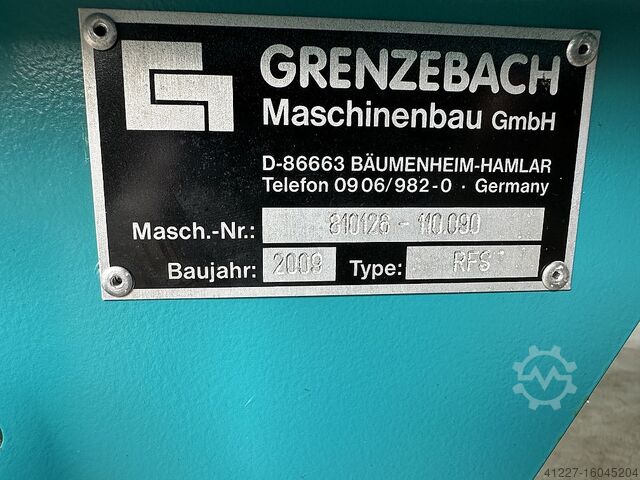 GRENZEBACH
Maschinenbau GmbH
D-86663 BÄUMENHEIM-HAMLAR
Telefon 09 06/982-0 · Germany
Masch.-Nr.: 810128 - 110.090
Baujahr: 2009 Type: RFS
41227-16045204